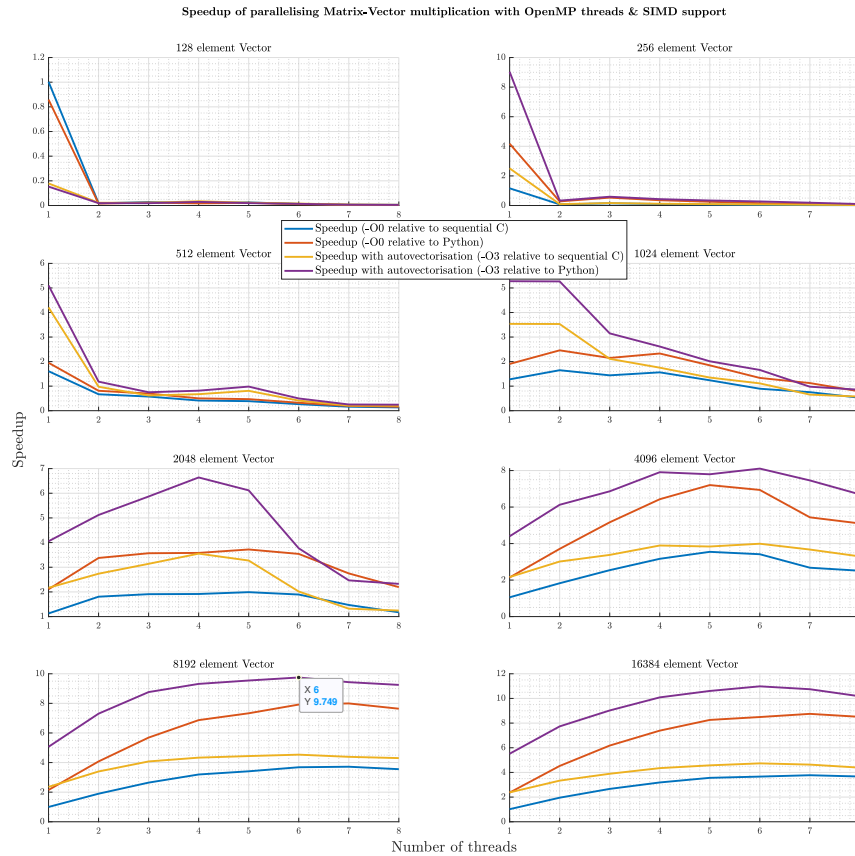 Speedup of parallelising Matrix-Vector multiplication with OpenMP threads & SIMD support
128 element Vector
1.2
1
0.8
0.6
0.4
0.2
0
1 2 3 4 5 6 7 8
256 element Vector
10
8
6
4
2
0
1 2 3 4 5 6 7
Speedup (-O0 relative to sequential C)
Speedup (-O0 relative to Python)
Speedup with autovectorisation (-O3 relative to sequential C)
Speedup with autovectorisation (-O3 relative to Python)
512 element Vector
6
5
4
3
2
1
0
1 2 3 4 5 6 7 8
1024 element Vector
5
4
3
2
1
0
1 2 3 4 5 6 7
Speedup
2048 element Vector
7
6
5
4
3
2
1
1 2 3 4 5 6 7 8
4096 element Vector
8
6
4
2
0
1 2 3 4 5 6 7
8192 element Vector
10
8
6
4
2
0
1 2 3 4 5 6 7 8
X 6
Y 9.749
16384 element Vector
12
10
8
6
4
2
0
1 2 3 4 5 6 7
Number of threads